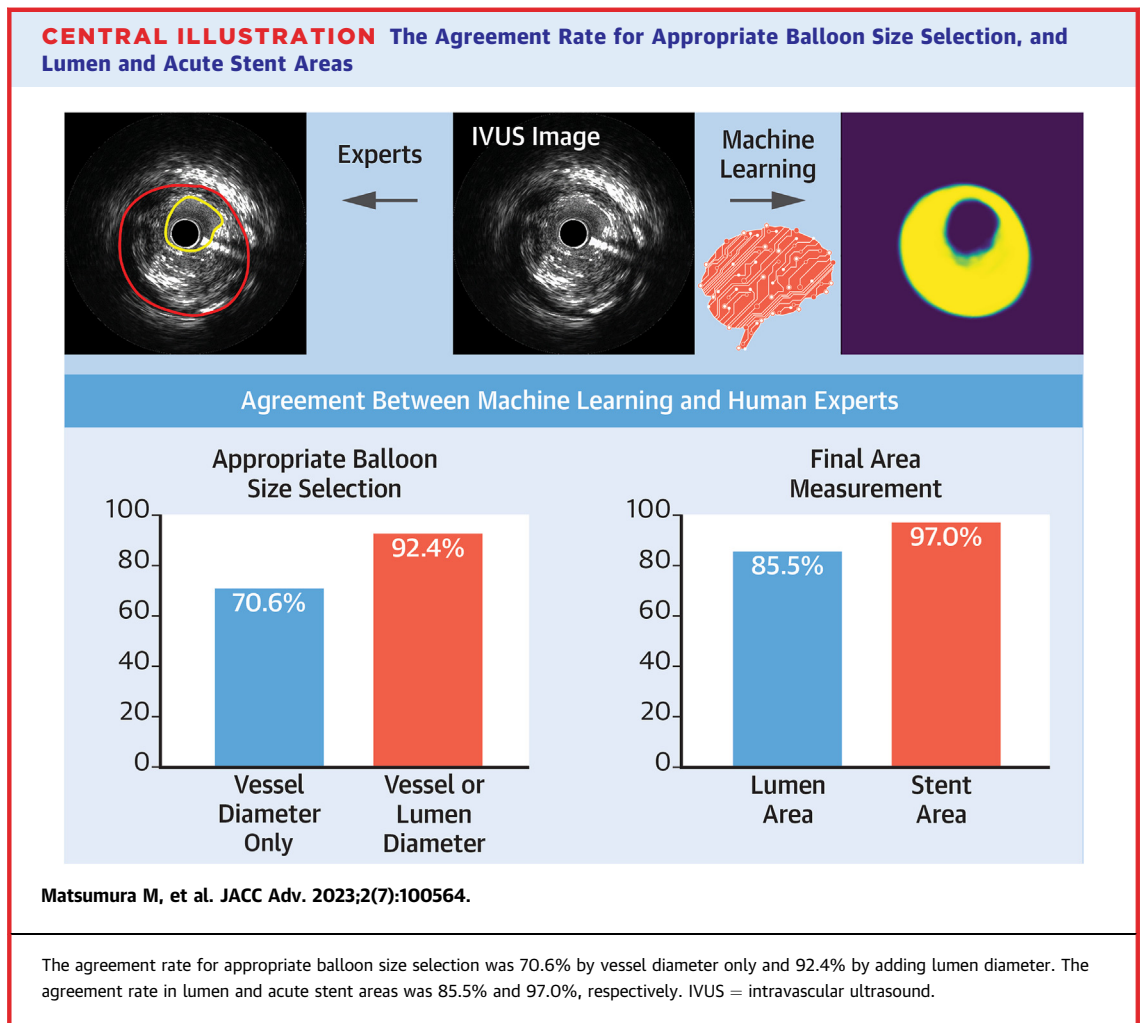 CENTRAL ILLUSTRATION The Agreement Rate for Appropriate Balloon Size Selection, and
Lumen and Acute Stent Areas
Experts
IVUS Image
Machine
Learning
Agreement Between Machine Learning and Human Experts
Appropriate Balloon
Size Selection
100
80
60
40
20
0
70.6%
92.4%
Vessel
Diameter
Only
Vessel or
Lumen
Diameter
Final Area
Measurement
100
80
60
40
20
0
85.5%
97.0%
Lumen
Area
Stent
Area
Matsumura M, et al. JACC Adv. 2023;2(7):100564.
The agreement rate for appropriate balloon size selection was 70.6% by vessel diameter only and 92.4% by adding lumen diameter. The
agreement rate in lumen and acute stent areas was 85.5% and 97.0%, respectively. IVUS = intravascular ultrasound.